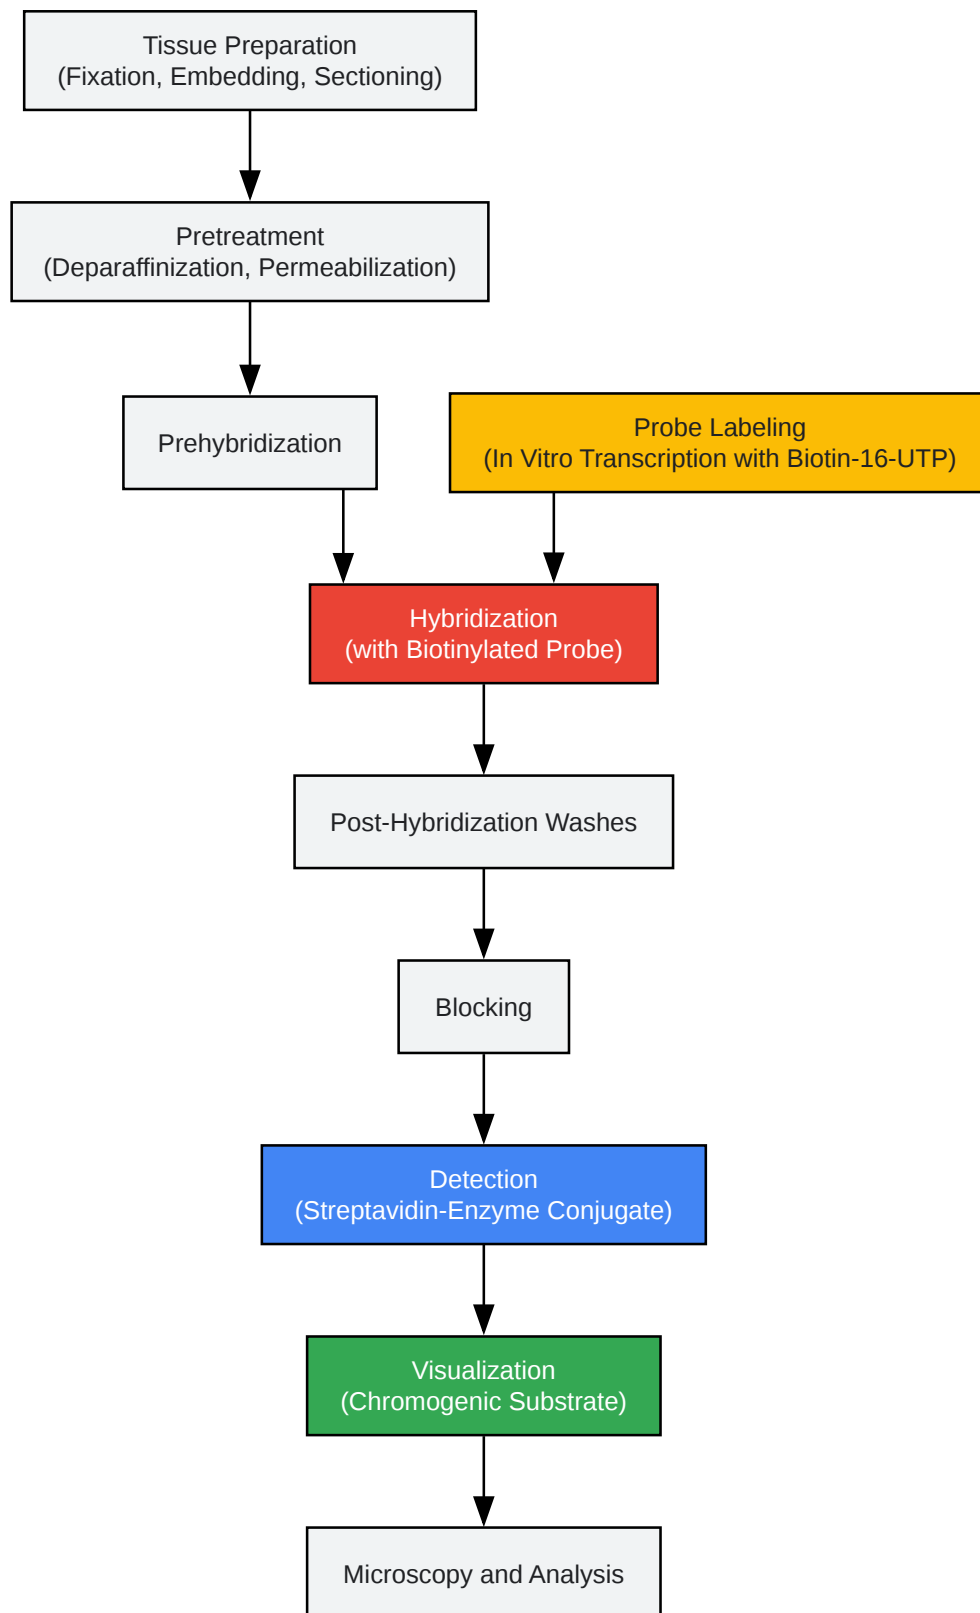 Tissue Preparation
(Fixation, Embedding, Sectioning)
Pretreatment
(Deparaffinization, Permeabilization)
Prehybridization
Probe Labeling
(In Vitro Transcription with Biotin-16-UTP)
Hybridization
(with Biotinylated Probe)
Post-Hybridization Washes
Blocking
Detection
(Streptavidin-Enzyme Conjugate)
Visualization
(Chromogenic Substrate)
Microscopy and Analysis